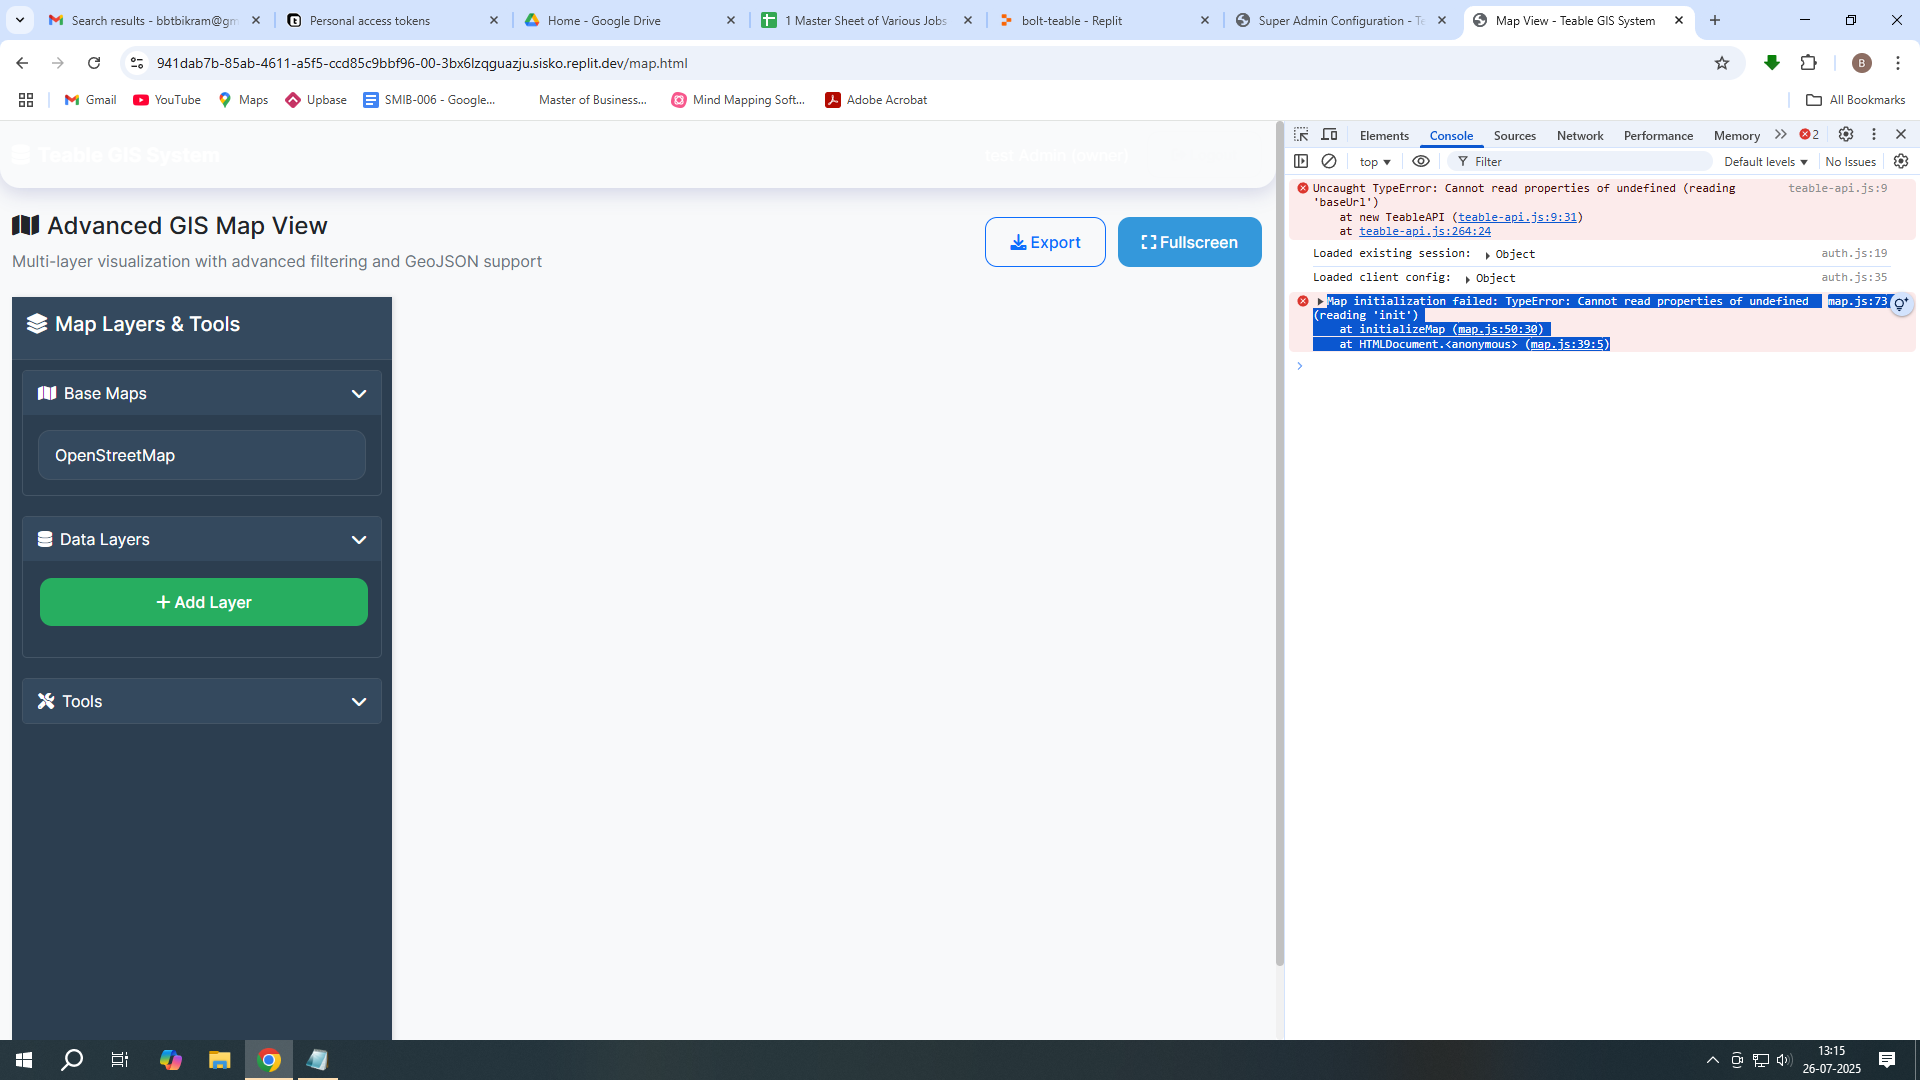 Search results - bbtbikram@gm
Personal access tokens
Home - Google Drive
1 Master Sheet of Various Jobs
bolt-teable - Replit
Super Admin Configuration - Te
Map View - Teable GIS System
941dab7b-85ab-4611-a5f5-ccd85c9bbf96-00-3bx6lzqguazju.sisko.replit.dev/map.html
B
Gmail
YouTube
Maps
Upbase
SMIB-006 - Google...
Master of Business...
Mind Mapping Soft...
Adobe Acrobat
All Bookmarks
Teable GIS System
test Admin (owner)
Advanced GIS Map View
Multi-layer visualization with advanced filtering and GeoJSON support
Export
Fullscreen
Map Layers & Tools
Base Maps
OpenStreetMap
Data Layers
+ Add Layer
Tools
Elements Console Sources Network Performance Memory 2
top Filter Default levels No Issues
Uncaught TypeError: Cannot read properties of undefined (reading teable-api.js:9
'baseUrl')
at new TeableAPI (teable-api.js:9:31)
at teable-api.js:264:24
Loaded existing session: Object auth.js:19
Loaded client config: Object auth.js:35
Map initialization failed: TypeError: Cannot read properties of undefined map.js:73
(reading 'init')
at initializeMap (map.js:50:30)
at HTMLDocument.<anonymous> (map.js:39:5)
13:15
26-07-2025